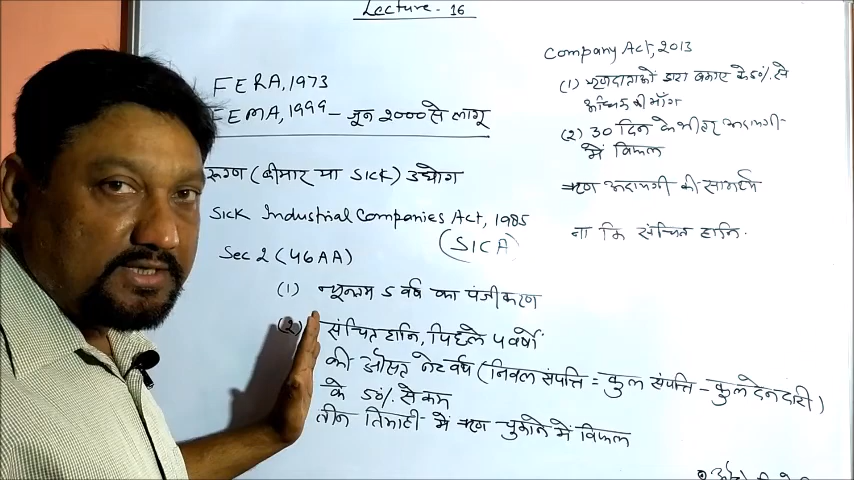 Lecture - 16
FERA, 1973
FEMA, 1999 - जून 2000 से लागू
रूग्ण (बीमार या Sick) उद्योग
Sick Industrial Companies Act, 1985
(SICA)
Sec 2 (46AA)
(1) न्यूनतम 5 वर्ष का पंजीकरण
(2) संचित हानि, पिछले 4 वर्षों
की औसत नेट वर्थ (निवल संपत्ति = कुल संपत्ति - कुल देनदारी)
के 50% से कम
तीन तिमाही में ऋण चुकाने में विफल
Company Act, 2013
(1) ऋणदाताओं द्वारा बकाए के 50% से
अधिक की माँग
(2) 30 दिन के भीतर अदायगी
में विफल
ऋण अदायगी की सामर्थ्य
ना कि संचित हानि.